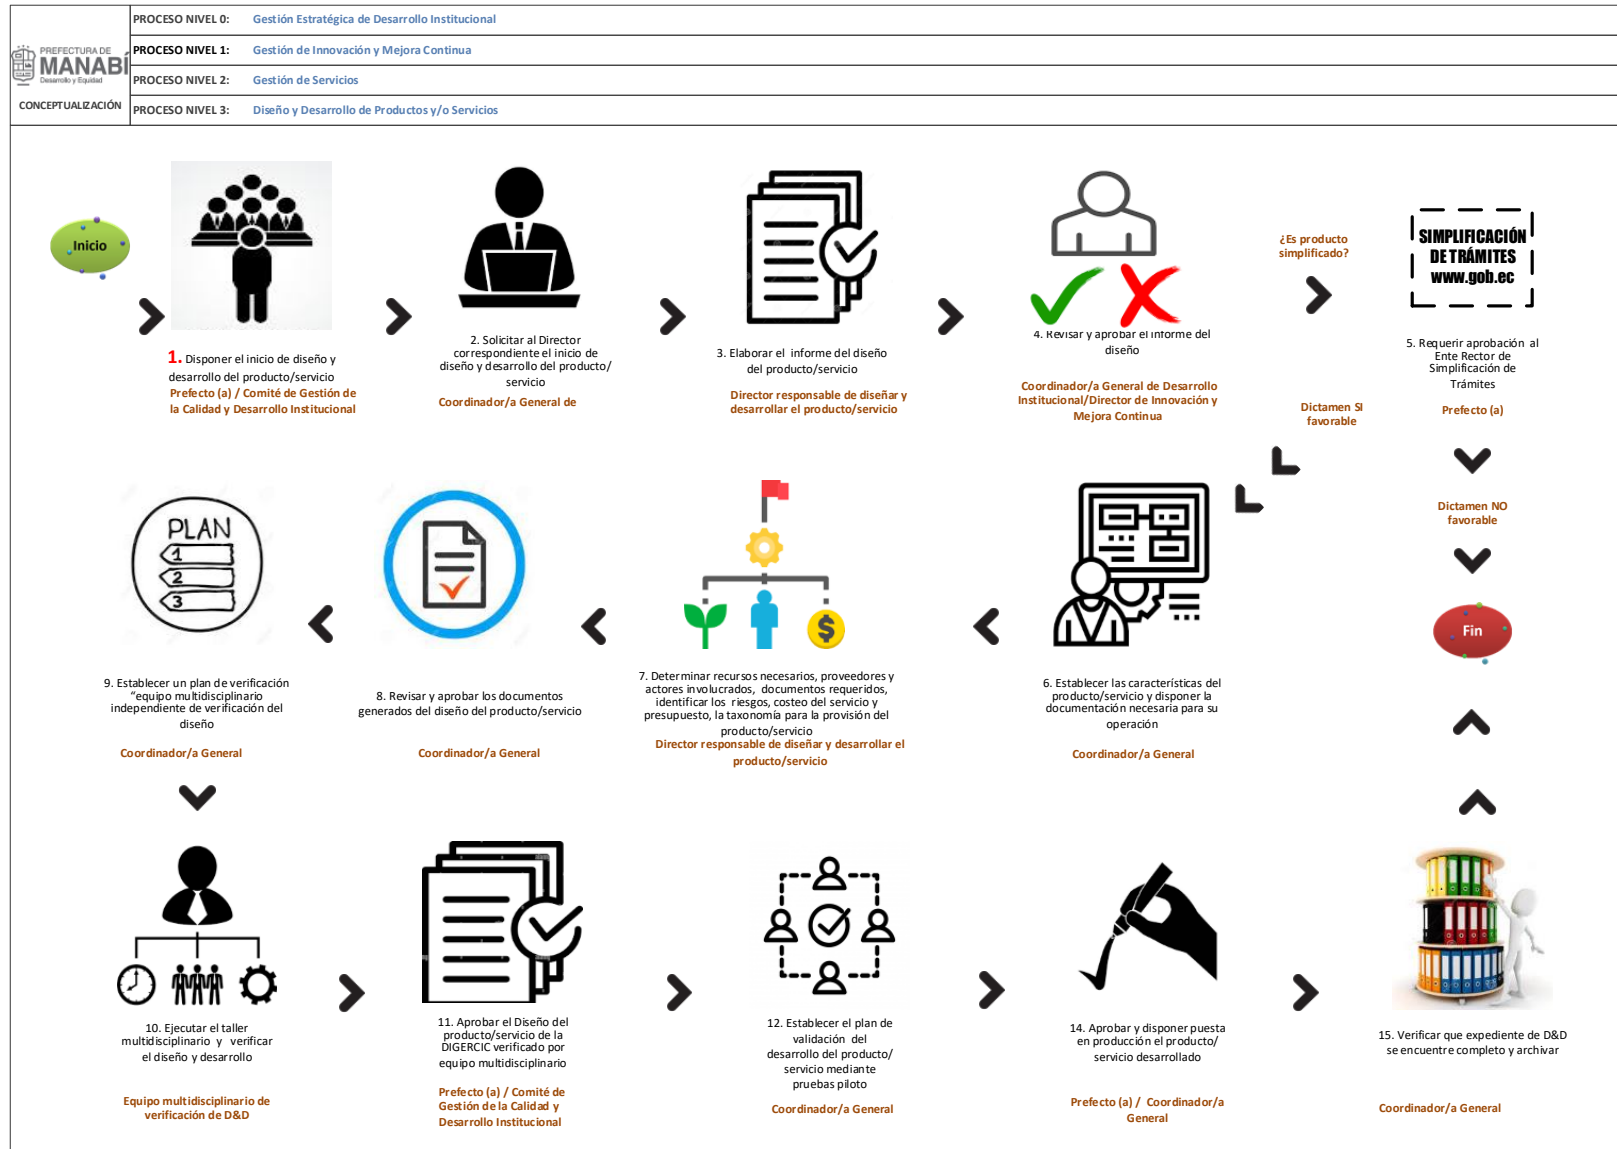 PREFECTURA DE
MANABÍ
Desarrollo y Equidad
CONCEPTUALIZACIÓN
PROCESO NIVEL 0: Gestión Estratégica de Desarrollo Institucional
PROCESO NIVEL 1: Gestión de Innovación y Mejora Continua
PROCESO NIVEL 2: Gestión de Servicios
PROCESO NIVEL 3: Diseño y Desarrollo de Productos y/o Servicios
Inicio
1. Disponer el inicio de diseño y
desarrollo del producto/servicio
Prefecto (a) / Comité de Gestión de
la Calidad y Desarrollo Institucional
2. Solicitar al Director
correspondiente el inicio de
diseño y desarrollo del producto/
servicio
Coordinador/a General de
3. Elaborar el informe del diseño
del producto/servicio
Director responsable de diseñar y
desarrollar el producto/servicio
4. Revisar y aprobar el informe del
diseño
Coordinador/a General de Desarrollo
Institucional/Director de Innovación y
Mejora Continua
¿Es producto
simplificado?
SIMPLIFICACIÓN
DE TRÁMITES
www.gob.ec
5. Requerir aprobación al
Ente Rector de
Simplificación de
Trámites
Prefecto (a)
Dictamen SI
favorable
Dictamen NO
favorable
Fin
6. Establecer las características del
producto/servicio y disponer la
documentación necesaria para su
operación
Coordinador/a General
7. Determinar recursos necesarios, proveedores y
actores involucrados, documentos requeridos,
identificar los riesgos, costeo del servicio y
presupuesto, la taxonomía para la provisión del
producto/servicio
Director responsable de diseñar y desarrollar el
producto/servicio
8. Revisar y aprobar los documentos
generados del diseño del producto/servicio
Coordinador/a General
PLAN
1
2
3
9. Establecer un plan de verificación
“equipo multidisciplinario
independiente de verificación del
diseño
Coordinador/a General
10. Ejecutar el taller
multidisciplinario y verificar
el diseño y desarrollo
Equipo multidisciplinario de
verificación de D&D
11. Aprobar el Diseño del
producto/servicio de la
DIGERCIC verificado por
equipo multidisciplinario
Prefecto (a) / Comité de
Gestión de la Calidad y
Desarrollo Institucional
12. Establecer el plan de
validación del
desarrollo del producto/
servicio mediante
pruebas piloto
Coordinador/a General
14. Aprobar y disponer puesta
en producción el producto/
servicio desarrollado
Prefecto (a) / Coordinador/a
General
15. Verificar que expediente de D&D
se encuentre completo y archivar
Coordinador/a General